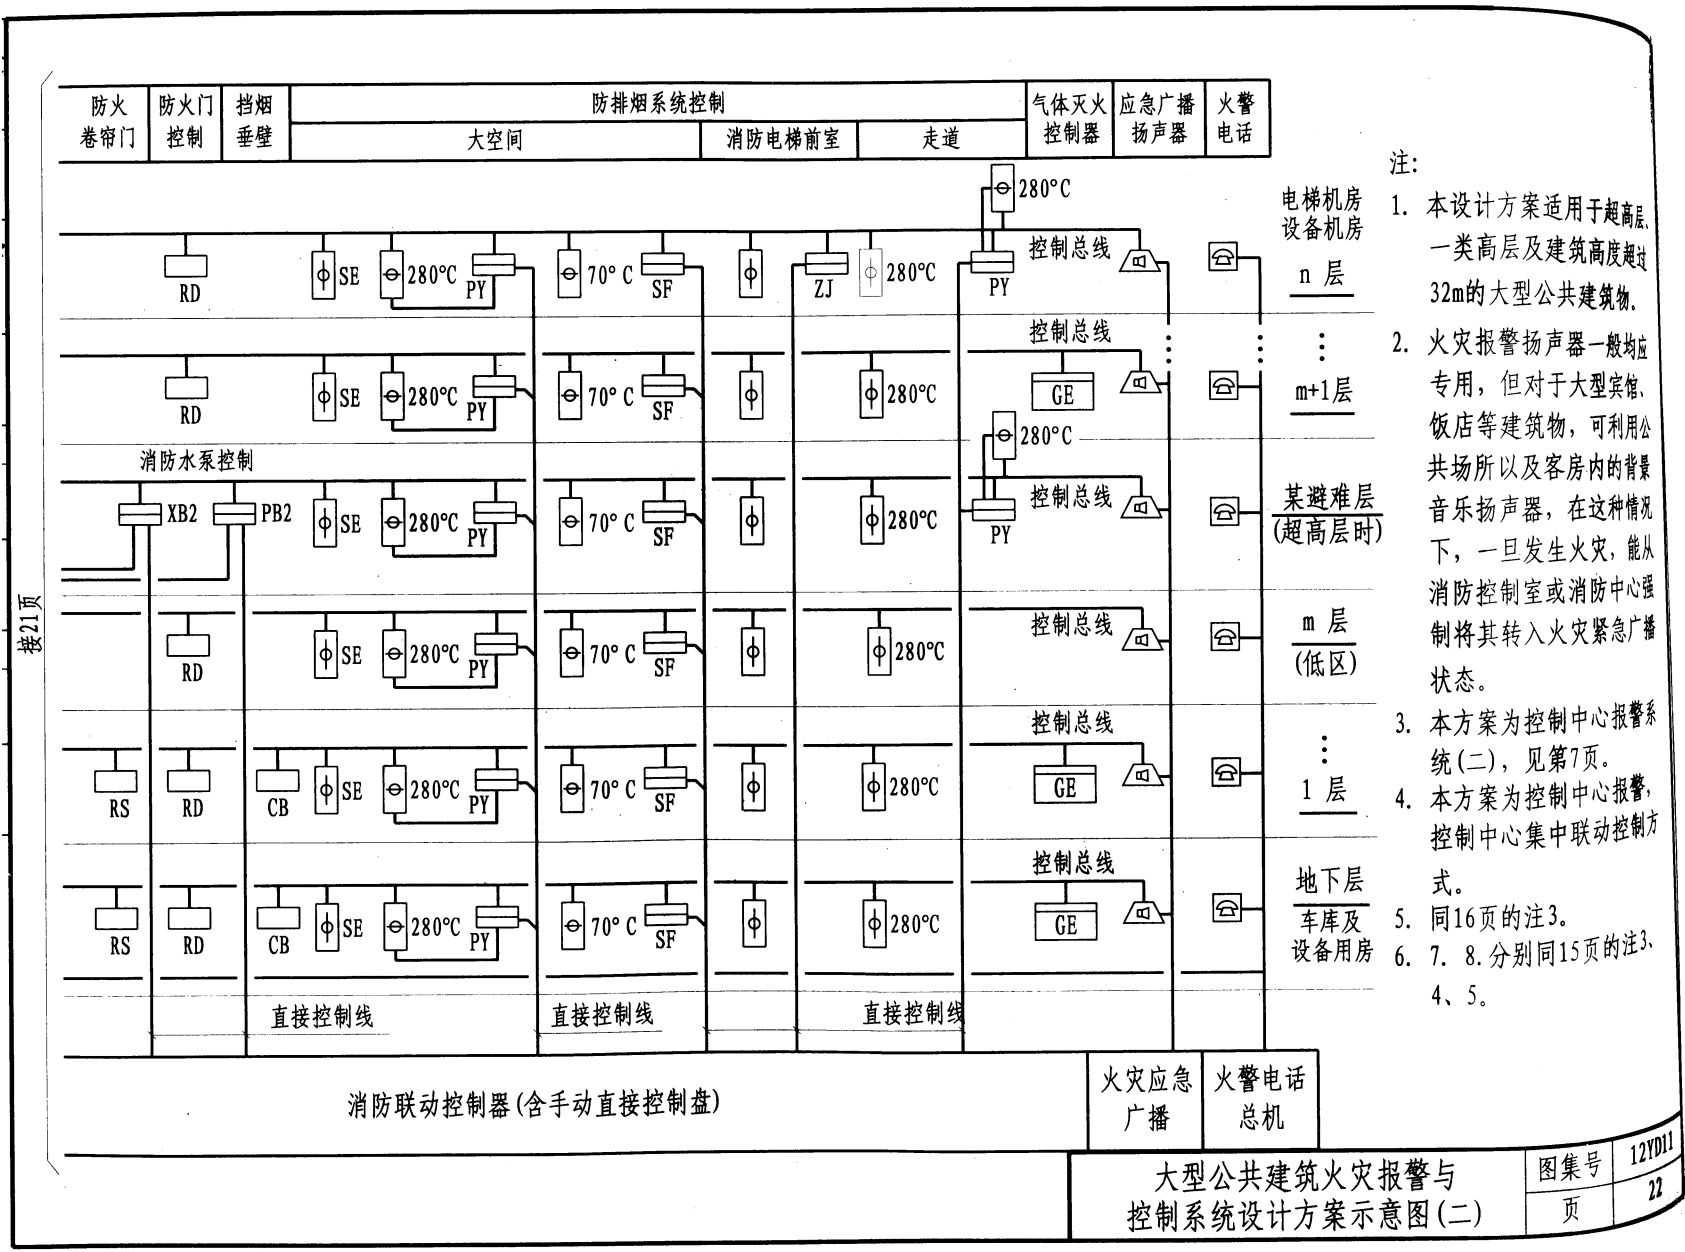 防火
卷帘门
防火门
控制
挡烟
垂壁
防排烟系统控制
大空间
消防电梯前室
走道
气体灭火
控制器
应急广播
扬声器
火警
电话
280°C
RD
SE
280°C
PY
70°C
SF
ZJ
280°C
PY
控制总线
电梯机房
设备机房
n 层
RD
SE
280°C
PY
70°C
SF
280°C
控制总线
GE
m+1层
280°C
消防水泵控制
XB2
PB2
SE
280°C
PY
70°C
SF
280°C
PY
控制总线
某避难层
(超高层时)
RD
SE
280°C
PY
70°C
SF
280°C
控制总线
m 层
(低区)
RS
RD
CB
SE
280°C
PY
70°C
SF
280°C
控制总线
GE
1 层
RS
RD
CB
SE
280°C
PY
70°C
SF
280°C
控制总线
GE
地下层
车库及
设备用房
直接控制线
直接控制线
直接控制线
消防联动控制器(含手动直接控制盘)
火灾应急
广播
火警电话
总机
接21页
注:
1. 本设计方案适用于超高层、
一类高层及建筑高度超过
32m的大型公共建筑物。
2. 火灾报警扬声器一般均应
专用，但对于大型宾馆、
饭店等建筑物，可利用公
共场所以及客房内的背景
音乐扬声器，在这种情况
下，一旦发生火灾，能从
消防控制室或消防中心强
制将其转入火灾紧急广播
状态。
3. 本方案为控制中心报警系
统(二)，见第7页。
4. 本方案为控制中心报警，
控制中心集中联动控制方
式。
5. 同16页的注3。
6. 7. 8.分别同15页的注3、
4、5。
大型公共建筑火灾报警与
控制系统设计方案示意图(二)
图集号
12YD11
页
22